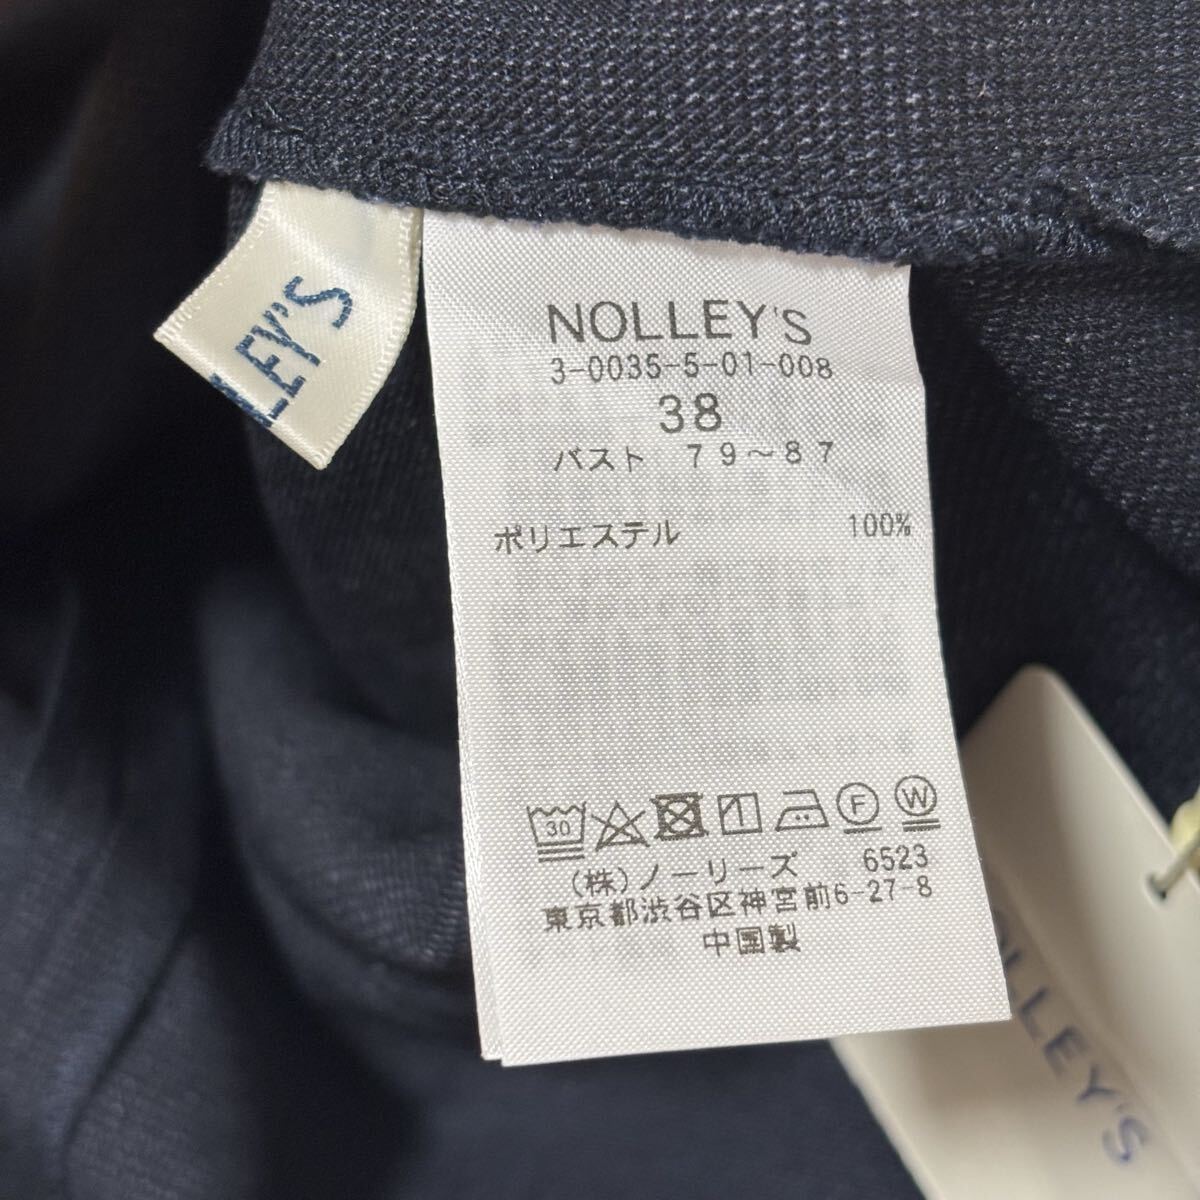 LEY'S
NOLLEY'S
3-0035-5-01-008
38
バスト 79～87
ポリエステル 100%
30
F
W
(株)ノーリーズ 6523
東京都渋谷区神宮前6-27-8
中国製
OLLEY'S